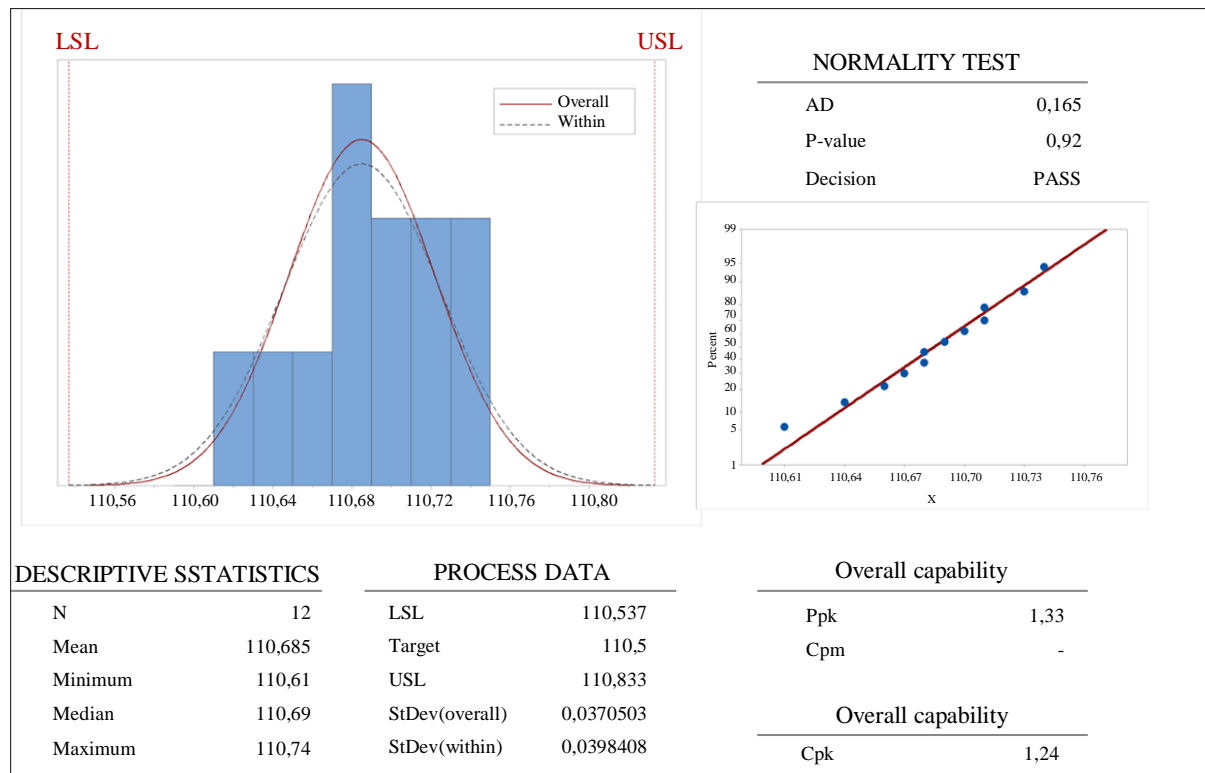 LSL
USL
Overall
Within
110,56
110,60
110,64
110,68
110,72
110,76
110,80
NORMALITY TEST
AD 0,165
P-value 0,92
Decision PASS
99
95
90
80
70
60
50
40
30
20
10
5
1
Percent
110,61
110,64
110,67
110,70
110,73
110,76
X
DESCRIPTIVE SSTATISTICS
N 12
Mean 110,685
Minimum 110,61
Median 110,69
Maximum 110,74
PROCESS DATA
LSL 110,537
Target 110,5
USL 110,833
StDev(overall) 0,0370503
StDev(within) 0,0398408
Overall capability
Ppk 1,33
Cpm -
Overall capability
Cpk 1,24